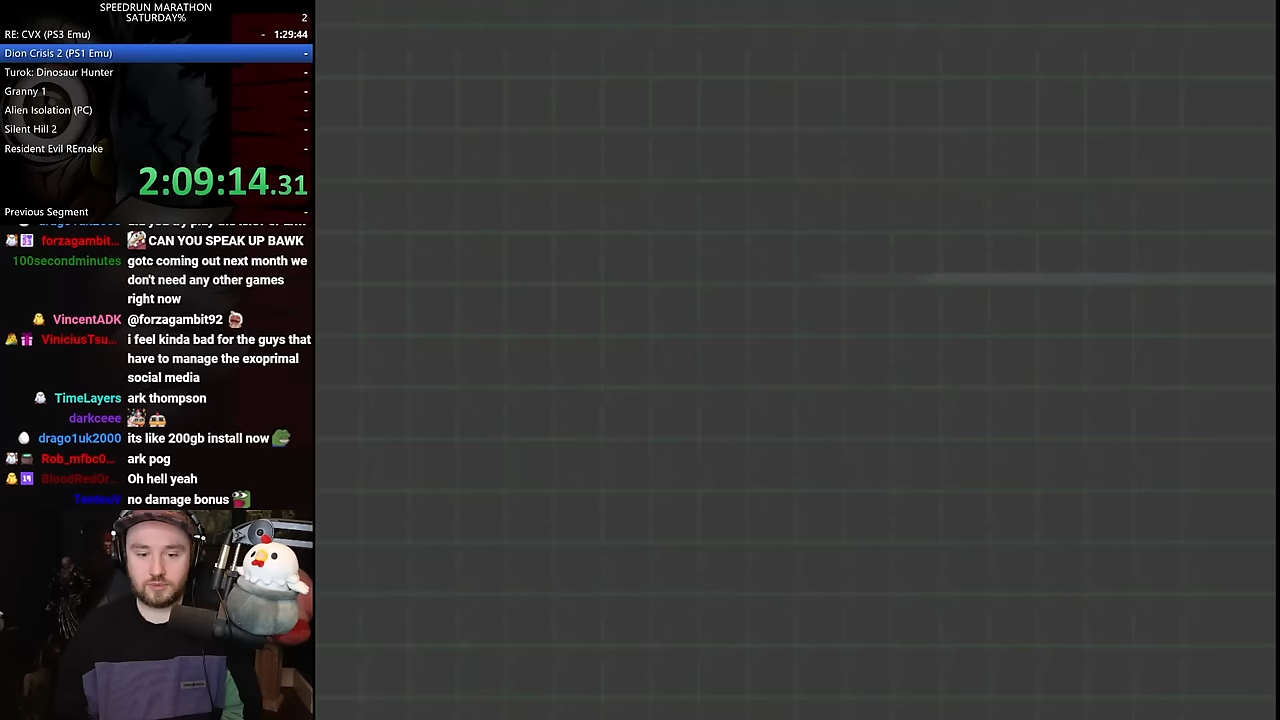 SPEEDRUN MARATHON
SATURDAY%
2
RE: CVX (PS3 Emu) - 1:29:44
Dion Crisis 2 (PS1 Emu) -
Turok: Dinosaur Hunter -
Granny 1 -
Alien Isolation (PC) -
Silent Hill 2 -
Resident Evil REmake -
2:09:14.31
Previous Segment -
forzagambit... CAN YOU SPEAK UP BAWK
100secondminutes gotc coming out next month we
don't need any other games
right now
VincentADK @forzagambit92
ViniciusTsu... i feel kinda bad for the guys that
have to manage the exoprimal
social media
TimeLayers ark thompson
darkceee
drago1uk2000 its like 200gb install now
Rob_mfbc0... ark pog
BloodRedOr... Oh hell yeah
no damage bonus